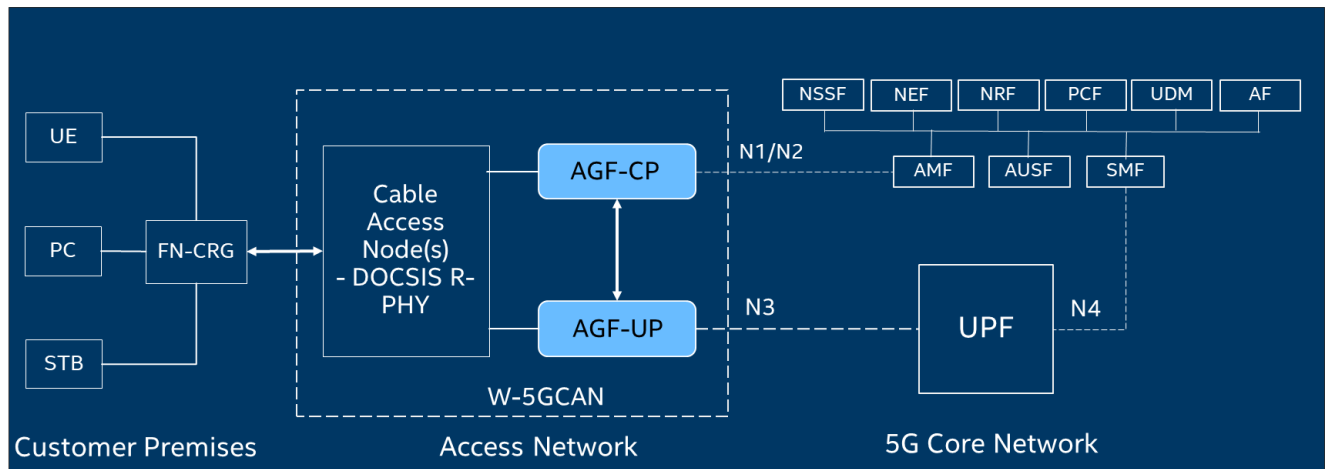 NSSF
NEF
NRF
PCF
UDM
AF
UE
AGF-CP
N1/N2
AMF
AUSF
SMF
Cable
Access
Node(s)
- DOCSIS R-
PHY
PC
FN-CRG
AGF-UP
N3
UPF
N4
STB
W-5GCAN
Customer Premises
Access Network
5G Core Network